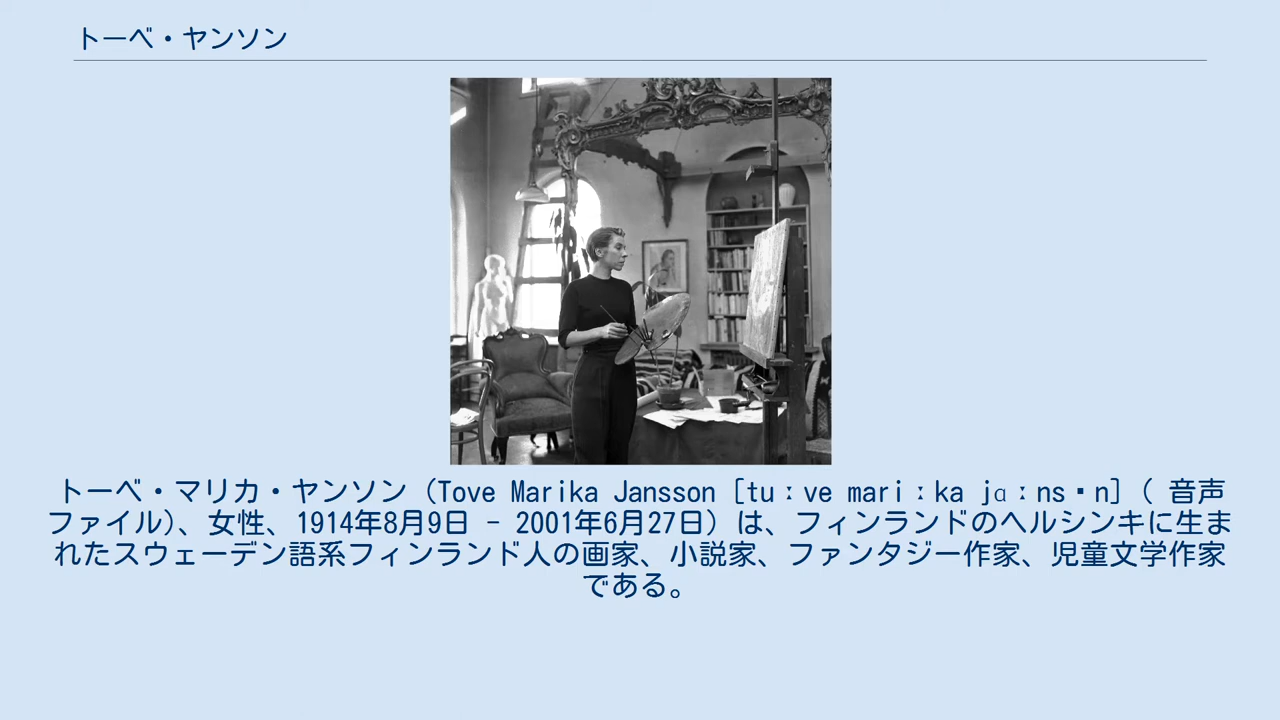 トーベ・ヤンソン
トーベ・マリカ・ヤンソン（Tove Marika Jansson [tuːve mariːka jɑːns▪n]（ 音声
ファイル）、女性、1914年8月9日 - 2001年6月27日）は、フィンランドのヘルシンキに生ま
れたスウェーデン語系フィンランド人の画家、小説家、ファンタジー作家、児童文学作家
である。